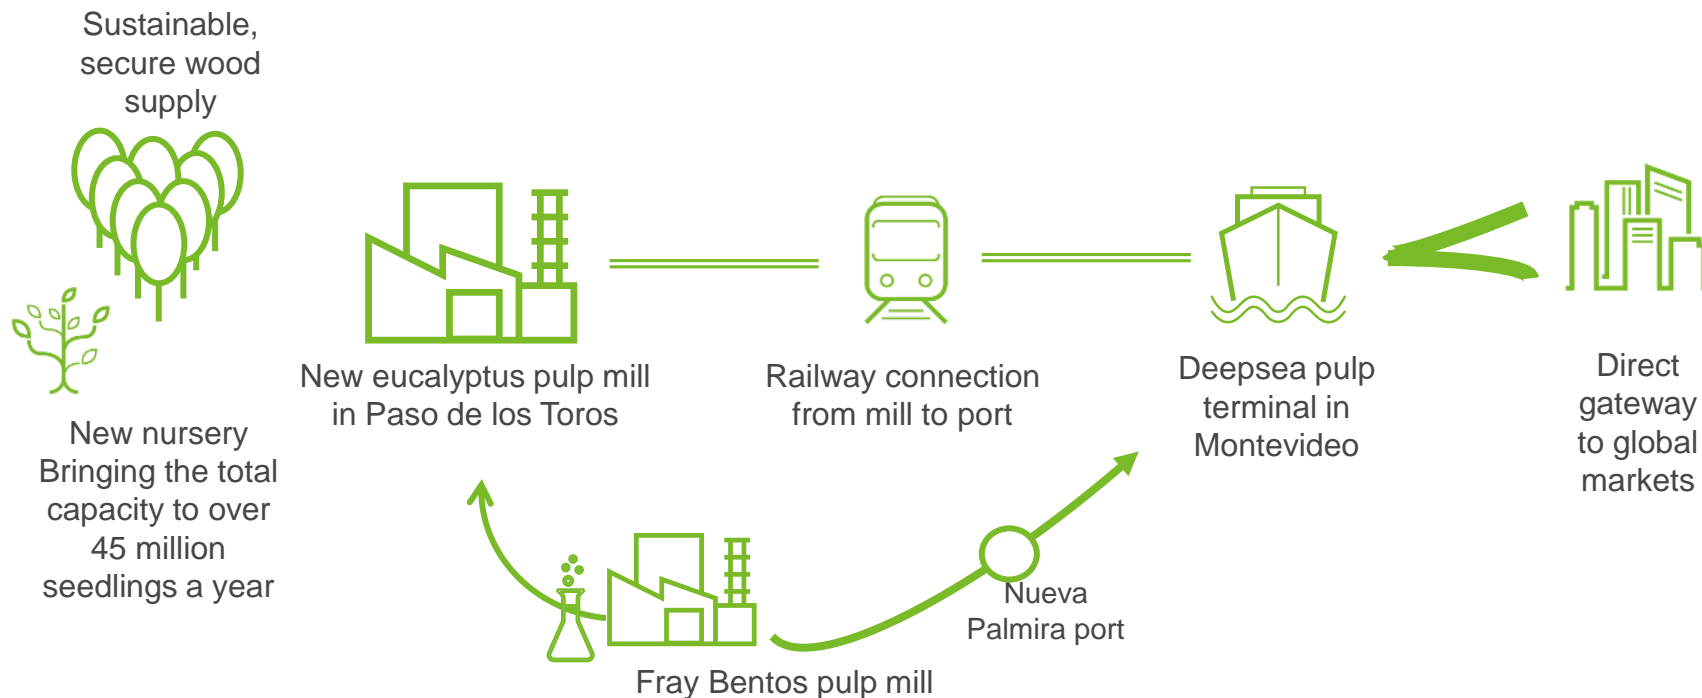 Sustainable,
secure wood
supply
New nursery
Bringing the total
capacity to over
45 million
seedlings a year
New eucalyptus pulp mill
in Paso de los Toros
Railway connection
from mill to port
Deepsea pulp
terminal in
Montevideo
Direct
gateway
to global
markets
Nueva
Palmira port
Fray Bentos pulp mill